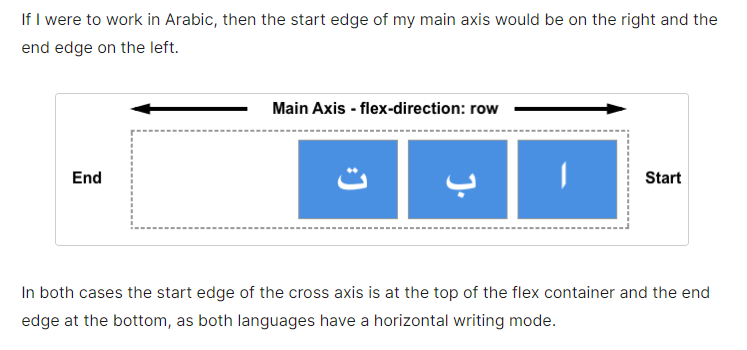 If I were to work in Arabic, then the start edge of my main axis would be on the right and the
end edge on the left.
Main Axis - flex-direction: row
End
ا
ب
ت
Start
In both cases the start edge of the cross axis is at the top of the flex container and the end
edge at the bottom, as both languages have a horizontal writing mode.